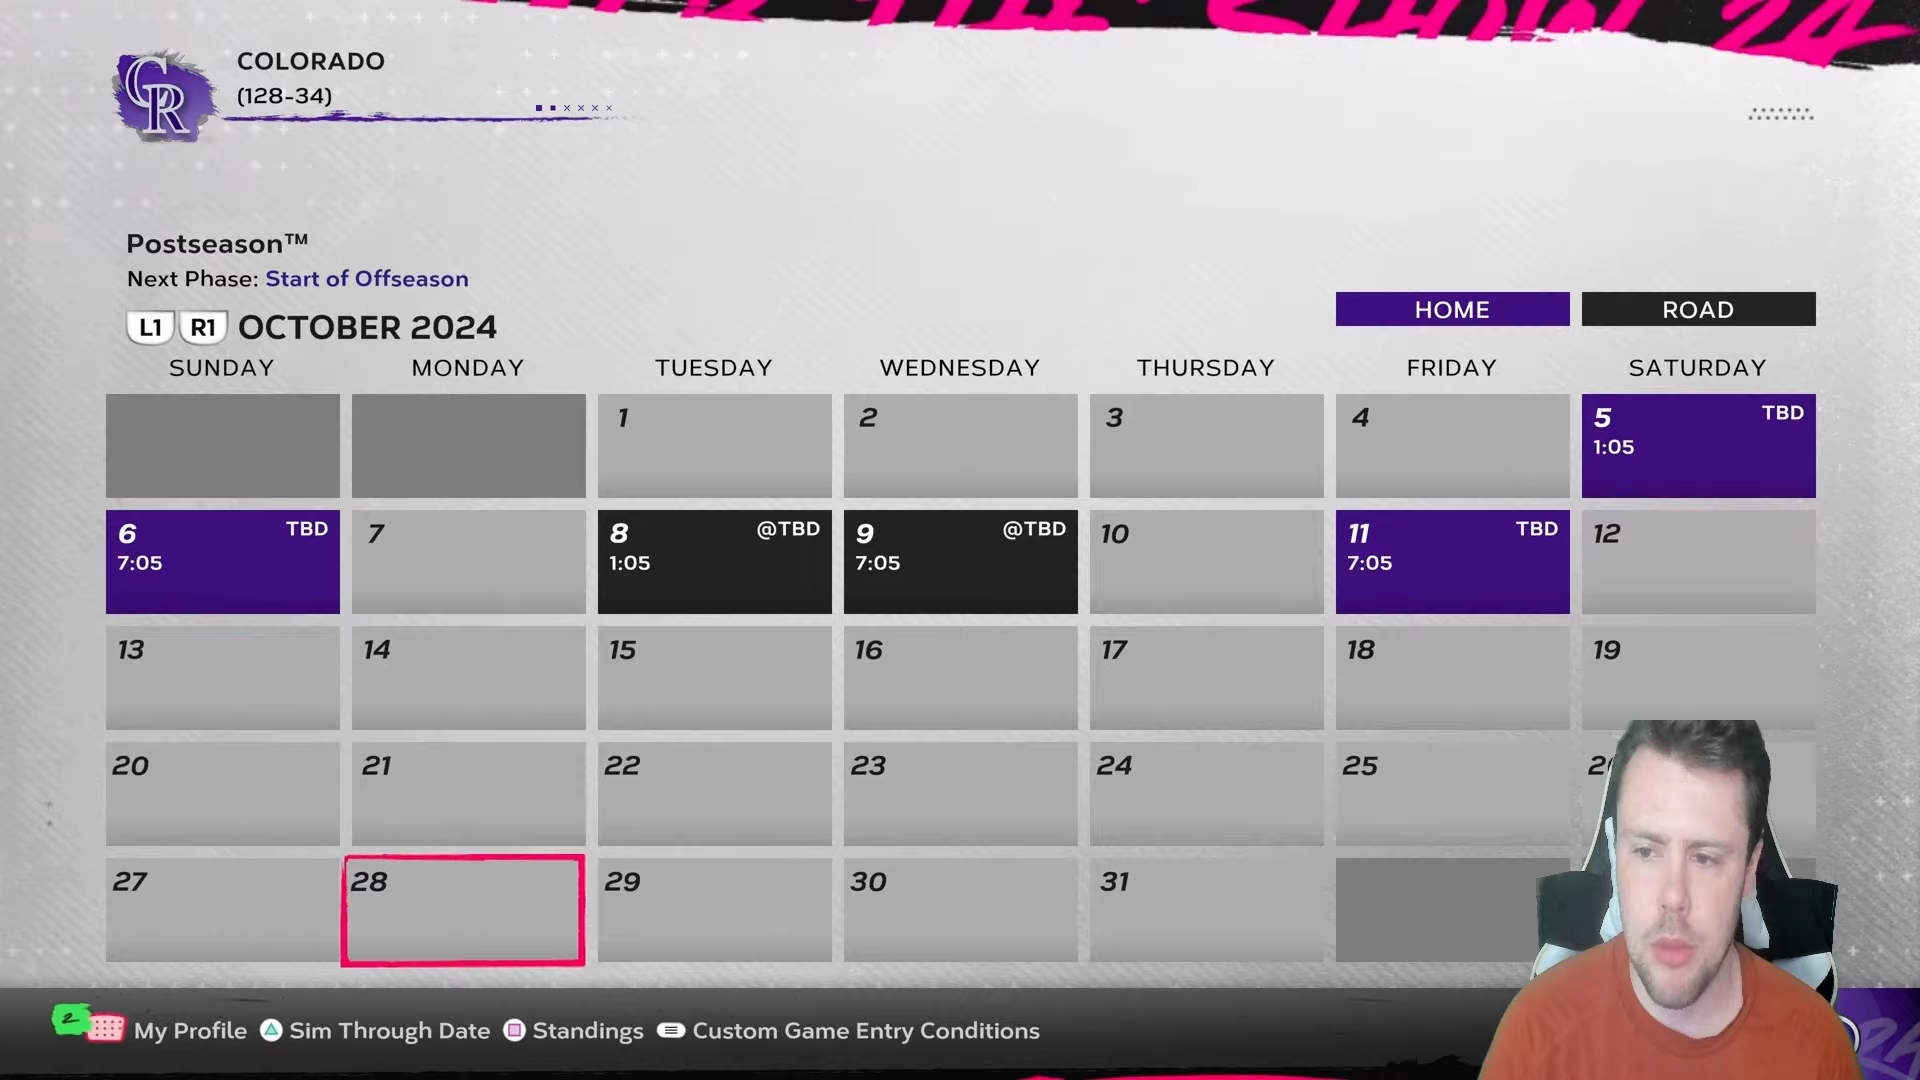 THE SHOW 24
COLORADO
(128-34)
Postseason™
Next Phase: Start of Offseason
L1 R1 OCTOBER 2024
HOME ROAD
SUNDAY MONDAY TUESDAY WEDNESDAY THURSDAY FRIDAY SATURDAY
1 2 3 4 5 TBD
1:05
6 TBD 7 8 @TBD 9 @TBD 10 11 TBD 12
7:05 1:05 7:05 7:05
13 14 15 16 17 18 19
20 21 22 23 24 25
27 28 29 30 31
2 My Profile Sim Through Date Standings Custom Game Entry Conditions